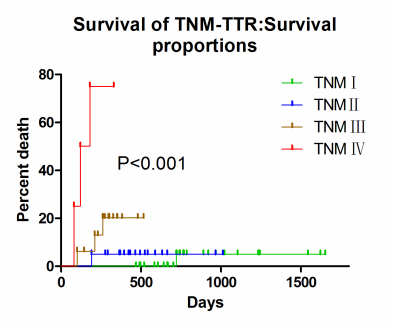 Survival of TNM-TTR:Survival
proportions
Percent death
80
60
40
20
0
P<0.001
TNM Ⅰ
TNM Ⅱ
TNM Ⅲ
TNM Ⅳ
0 500 1000 1500
Days